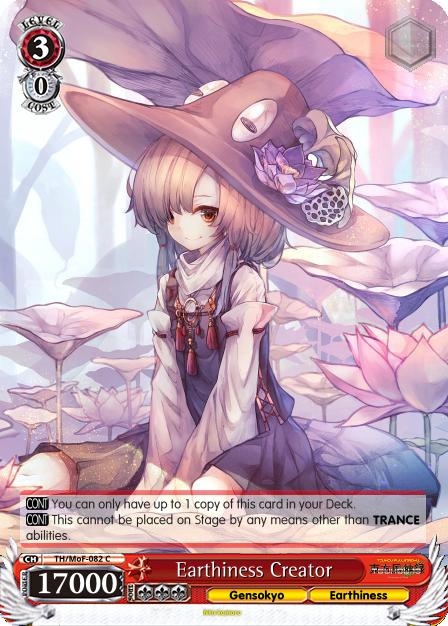 LEVEL
3
0
COST
CONT You can only have up to 1 copy of this card in your Deck.
CONT This cannot be placed on Stage by any means other than TRANCE
abilities.
CH
TH/MoF-082 C
Earthiness Creator
POWER
17000
SOUL
Gensokyo
Earthiness